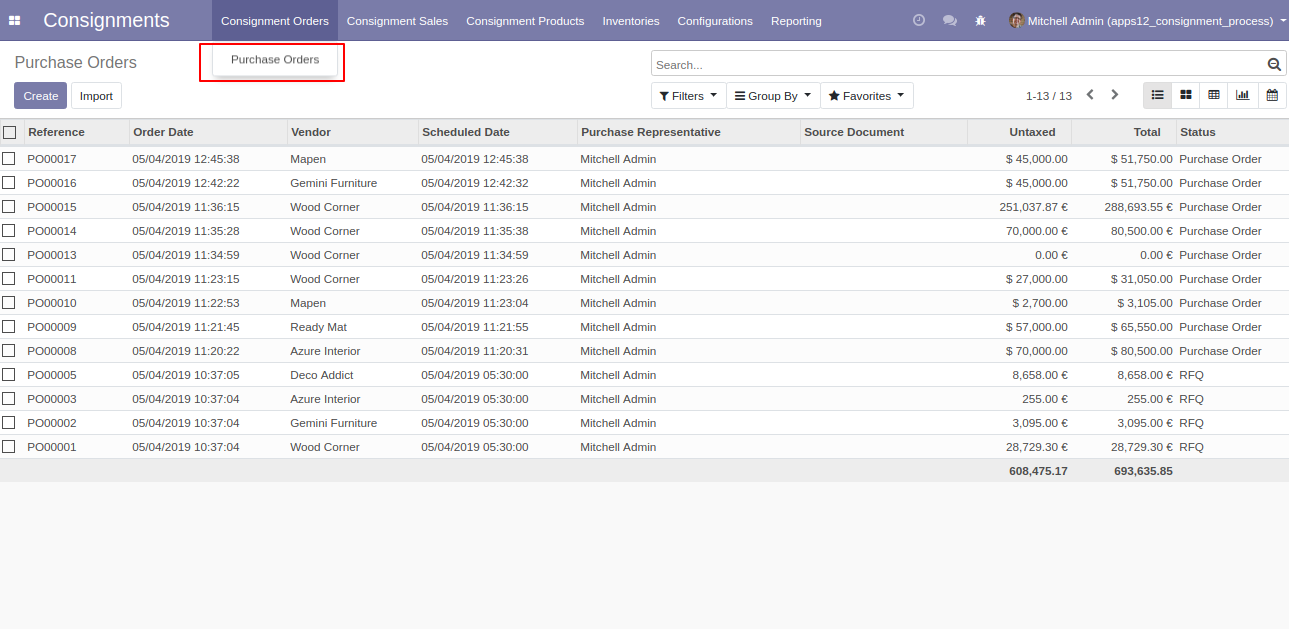 Consignments Consignment Orders Consignment Sales Consignment Products Inventories Configurations Reporting Mitchell Admin (apps12_consignment_process)
Purchase Orders
Purchase Orders
Search...
Create Import Filters Group By Favorites 1-13 / 13
Reference Order Date Vendor Scheduled Date Purchase Representative Source Document Untaxed Total Status
PO00017 05/04/2019 12:45:38 Mapen 05/04/2019 12:45:38 Mitchell Admin $ 45,000.00 $ 51,750.00 Purchase Order
PO00016 05/04/2019 12:42:22 Gemini Furniture 05/04/2019 12:42:32 Mitchell Admin $ 45,000.00 $ 51,750.00 Purchase Order
PO00015 05/04/2019 11:36:15 Wood Corner 05/04/2019 11:36:15 Mitchell Admin 251,037.87 € 288,693.55 € Purchase Order
PO00014 05/04/2019 11:35:28 Wood Corner 05/04/2019 11:35:38 Mitchell Admin 70,000.00 € 80,500.00 € Purchase Order
PO00013 05/04/2019 11:34:59 Wood Corner 05/04/2019 11:34:59 Mitchell Admin 0.00 € 0.00 € Purchase Order
PO00011 05/04/2019 11:23:15 Wood Corner 05/04/2019 11:23:26 Mitchell Admin $ 27,000.00 $ 31,050.00 Purchase Order
PO00010 05/04/2019 11:22:53 Mapen 05/04/2019 11:23:04 Mitchell Admin $ 2,700.00 $ 3,105.00 Purchase Order
PO00009 05/04/2019 11:21:45 Ready Mat 05/04/2019 11:21:55 Mitchell Admin $ 57,000.00 $ 65,550.00 Purchase Order
PO00008 05/04/2019 11:20:22 Azure Interior 05/04/2019 11:20:31 Mitchell Admin $ 70,000.00 $ 80,500.00 Purchase Order
PO00005 05/04/2019 10:37:05 Deco Addict 05/04/2019 05:30:00 Mitchell Admin 8,658.00 € 8,658.00 € RFQ
PO00003 05/04/2019 10:37:04 Azure Interior 05/04/2019 05:30:00 Mitchell Admin 255.00 € 255.00 € RFQ
PO00002 05/04/2019 10:37:04 Gemini Furniture 05/04/2019 05:30:00 Mitchell Admin 3,095.00 € 3,095.00 € RFQ
PO00001 05/04/2019 10:37:04 Wood Corner 05/04/2019 05:30:00 Mitchell Admin 28,729.30 € 28,729.30 € RFQ
608,475.17 693,635.85